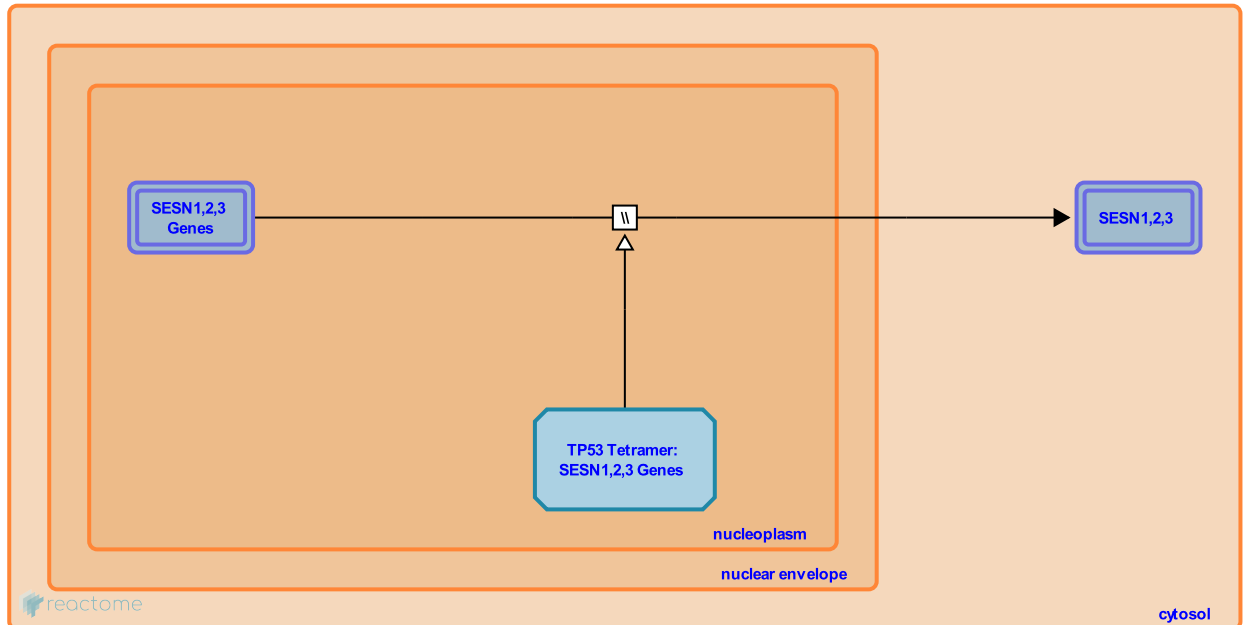 SESN1,2,3
Genes
\\
SESN1,2,3
TP53 Tetramer:
SESN1,2,3 Genes
nucleoplasm
nuclear envelope
reactome
cytosol